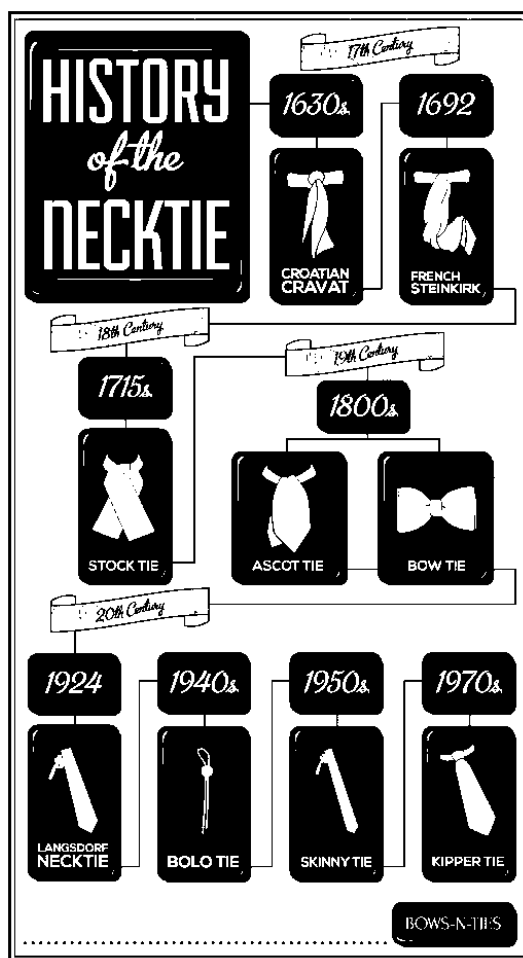 HISTORY
of the
NECKTIE
17th Century
1630s
CROATIAN
CRAVAT
1692
FRENCH
STEINKIRK
18th Century
1715s
STOCK TIE
19th Century
1800s
ASCOT TIE
BOW TIE
20th Century
1924
LANGSDORF
NECKTIE
1940s
BOLO TIE
1950s
SKINNY TIE
1970s
KIPPER TIE
BOWS-N-TIES